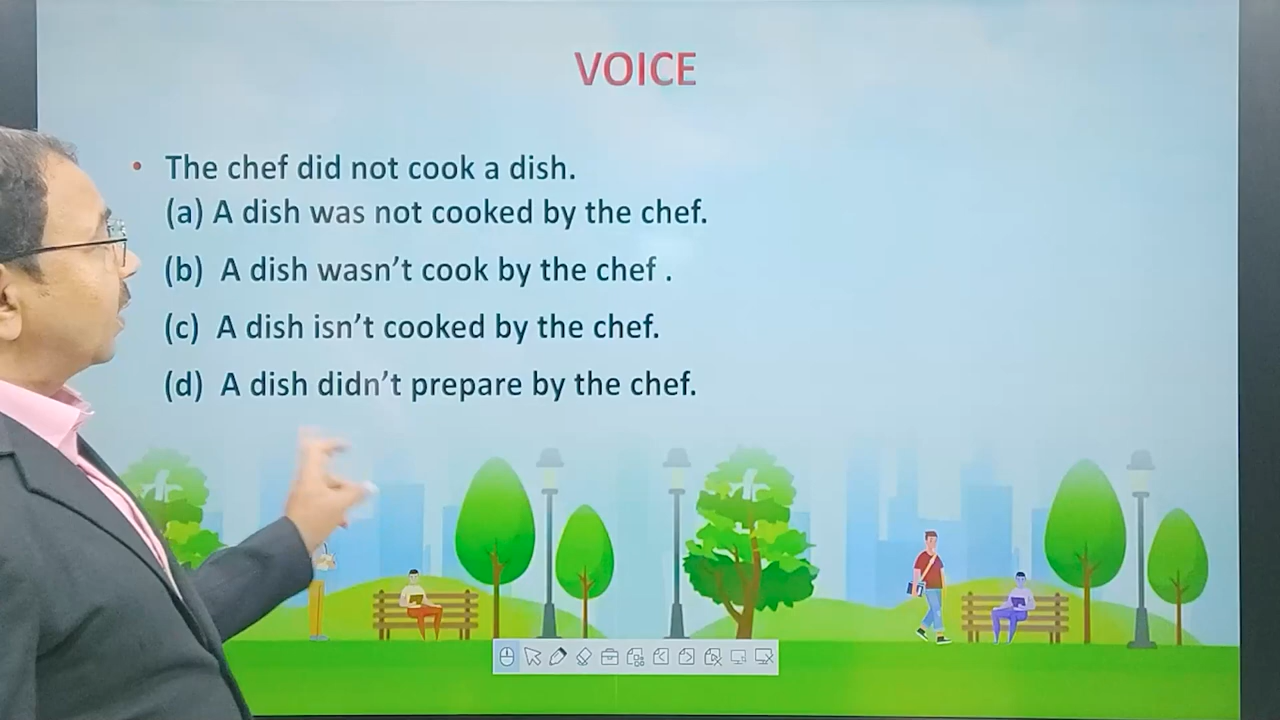 VOICE
• The chef did not cook a dish.
(a) A dish was not cooked by the chef.
(b) A dish wasn’t cook by the chef .
(c) A dish isn’t cooked by the chef.
(d) A dish didn’t prepare by the chef.